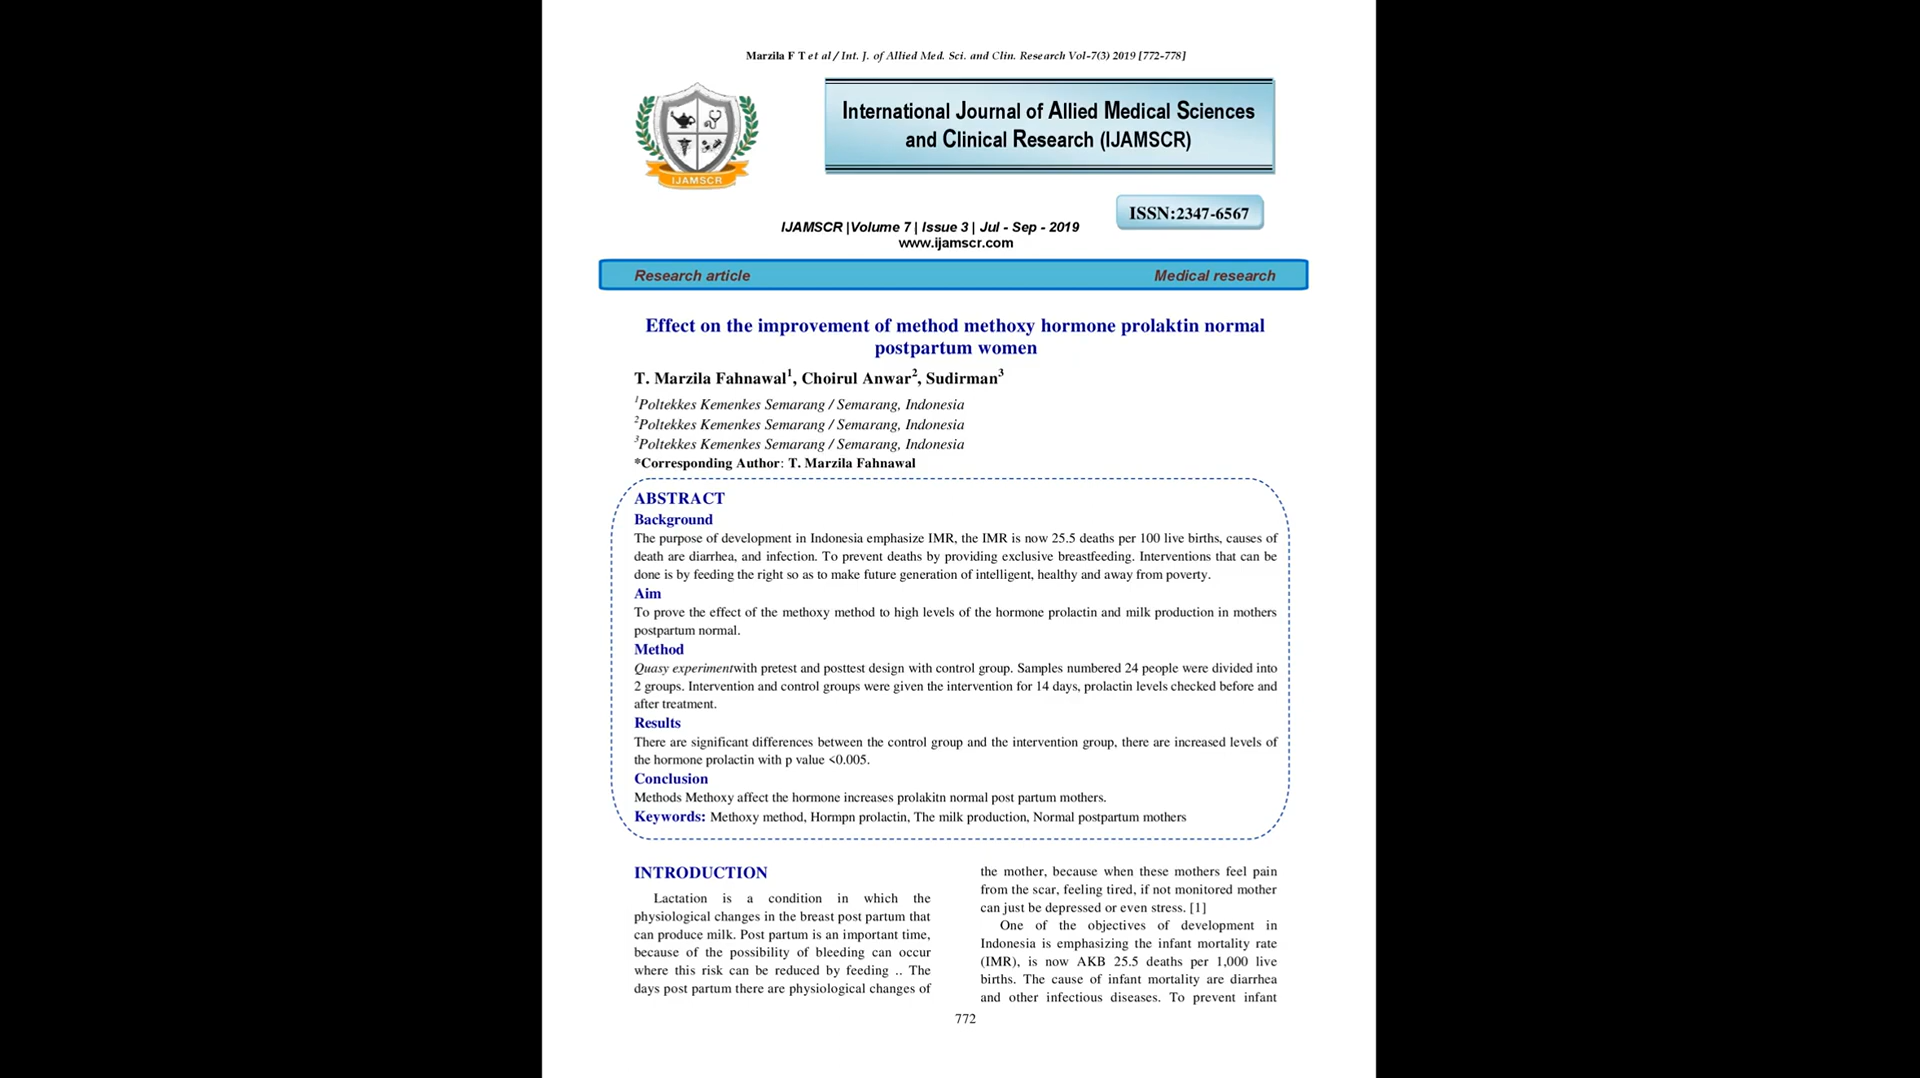 Marzila F T et al / Int. J. of Allied Med. Sci. and Clin. Research Vol-7(3) 2019 [772-778]
IJAMSCR
International Journal of Allied Medical Sciences
and Clinical Research (IJAMSCR)
ISSN:2347-6567
IJAMSCR |Volume 7 | Issue 3 | Jul - Sep - 2019
www.ijamscr.com
Research article Medical research
Effect on the improvement of method methoxy hormone prolaktin normal
postpartum women
T. Marzila Fahnawal1, Choirul Anwar2, Sudirman3
1Poltekkes Kemenkes Semarang / Semarang, Indonesia
2Poltekkes Kemenkes Semarang / Semarang, Indonesia
3Poltekkes Kemenkes Semarang / Semarang, Indonesia
*Corresponding Author: T. Marzila Fahnawal
ABSTRACT
Background
The purpose of development in Indonesia emphasize IMR, the IMR is now 25.5 deaths per 100 live births, causes of
death are diarrhea, and infection. To prevent deaths by providing exclusive breastfeeding. Interventions that can be
done is by feeding the right so as to make future generation of intelligent, healthy and away from poverty.
Aim
To prove the effect of the methoxy method to high levels of the hormone prolactin and milk production in mothers
postpartum normal.
Method
Quasy experimentwith pretest and posttest design with control group. Samples numbered 24 people were divided into
2 groups. Intervention and control groups were given the intervention for 14 days, prolactin levels checked before and
after treatment.
Results
There are significant differences between the control group and the intervention group, there are increased levels of
the hormone prolactin with p value <0.005.
Conclusion
Methods Methoxy affect the hormone increases prolakitn normal post partum mothers.
Keywords: Methoxy method, Hormpn prolactin, The milk production, Normal postpartum mothers
INTRODUCTION
Lactation is a condition in which the
physiological changes in the breast post partum that
can produce milk. Post partum is an important time,
because of the possibility of bleeding can occur
where this risk can be reduced by feeding .. The
days post partum there are physiological changes of
the mother, because when these mothers feel pain
from the scar, feeling tired, if not monitored mother
can just be depressed or even stress. [1]
One of the objectives of development in
Indonesia is emphasizing the infant mortality rate
(IMR), is now AKB 25.5 deaths per 1,000 live
births. The cause of infant mortality are diarrhea
and other infectious diseases. To prevent infant
772